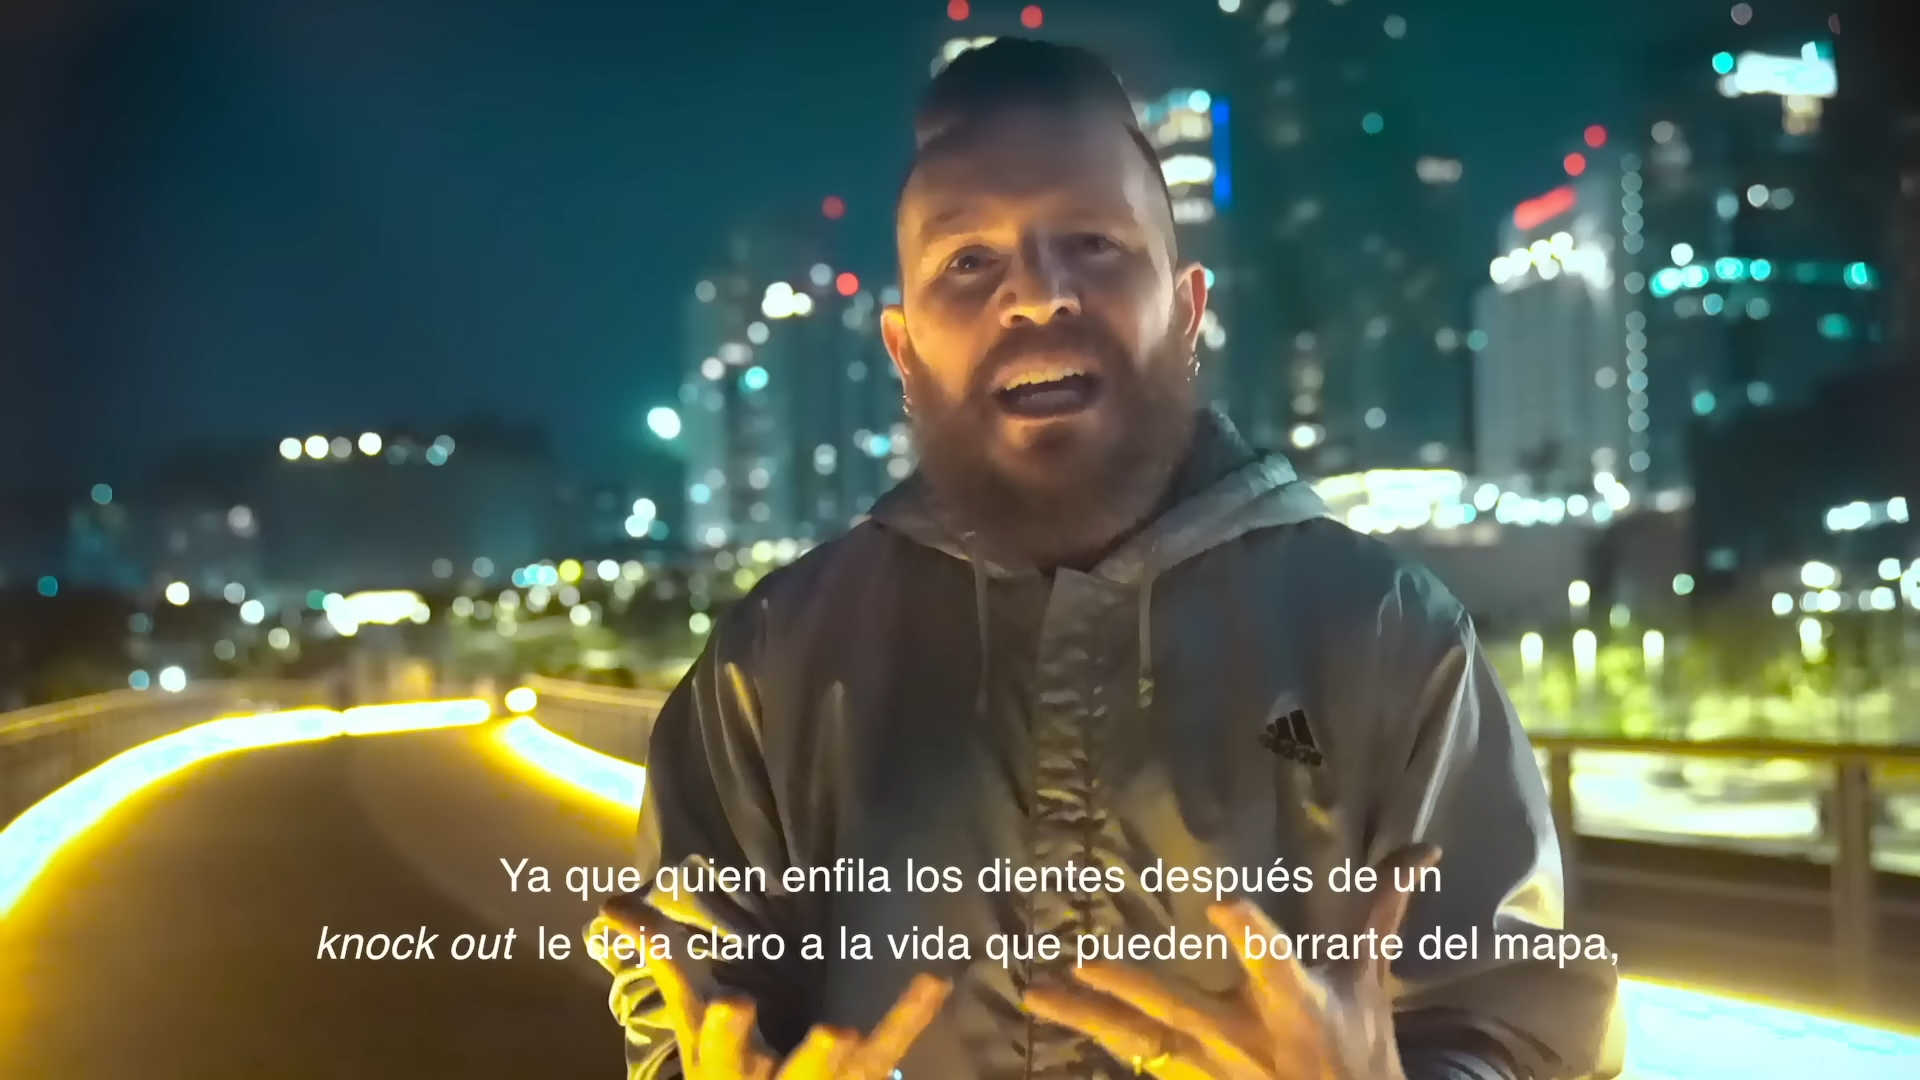 Ya que quien enfila los dientes después de un
knock out le deja claro a la vida que pueden borrarte del mapa,